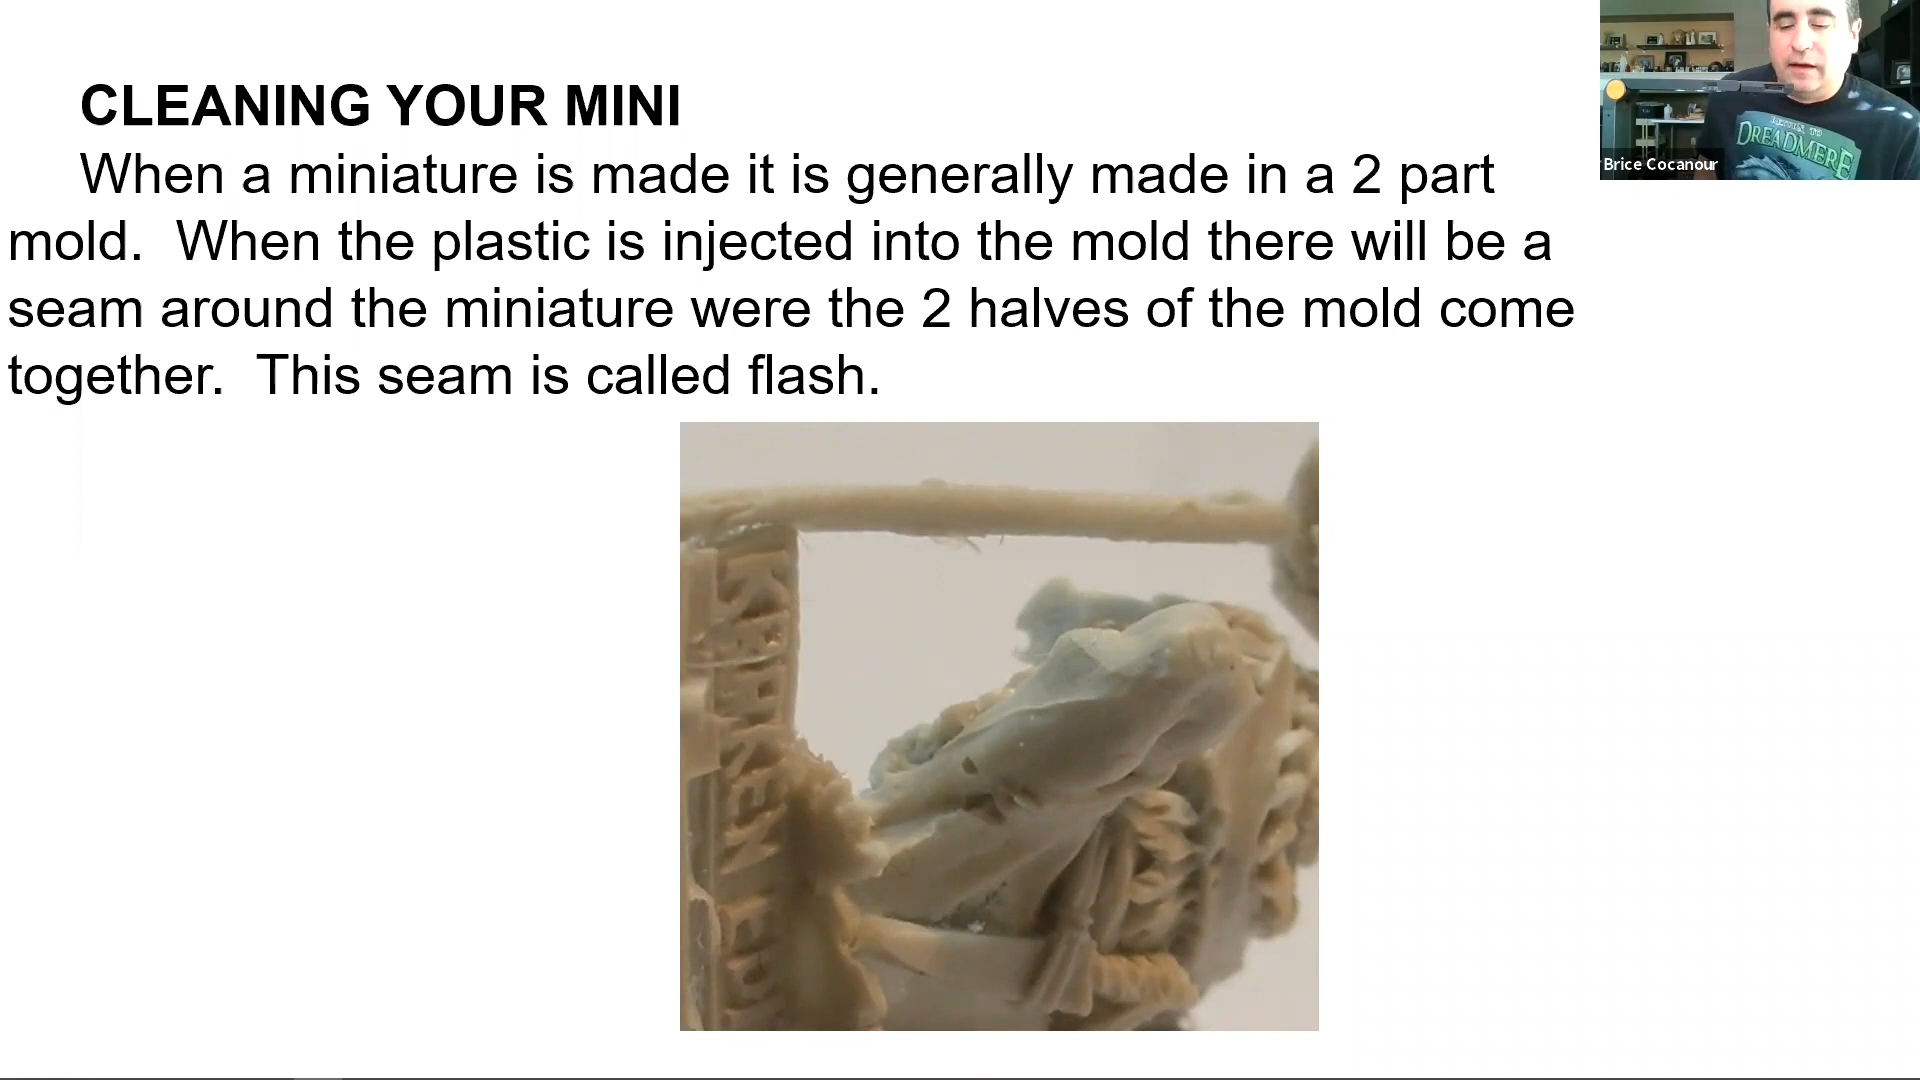 CLEANING YOUR MINI
When a miniature is made it is generally made in a 2 part
mold.  When the plastic is injected into the mold there will be a
seam around the miniature were the 2 halves of the mold come
together.  This seam is called flash.
RETURN TO
DREADMERE
Brice Cocanour